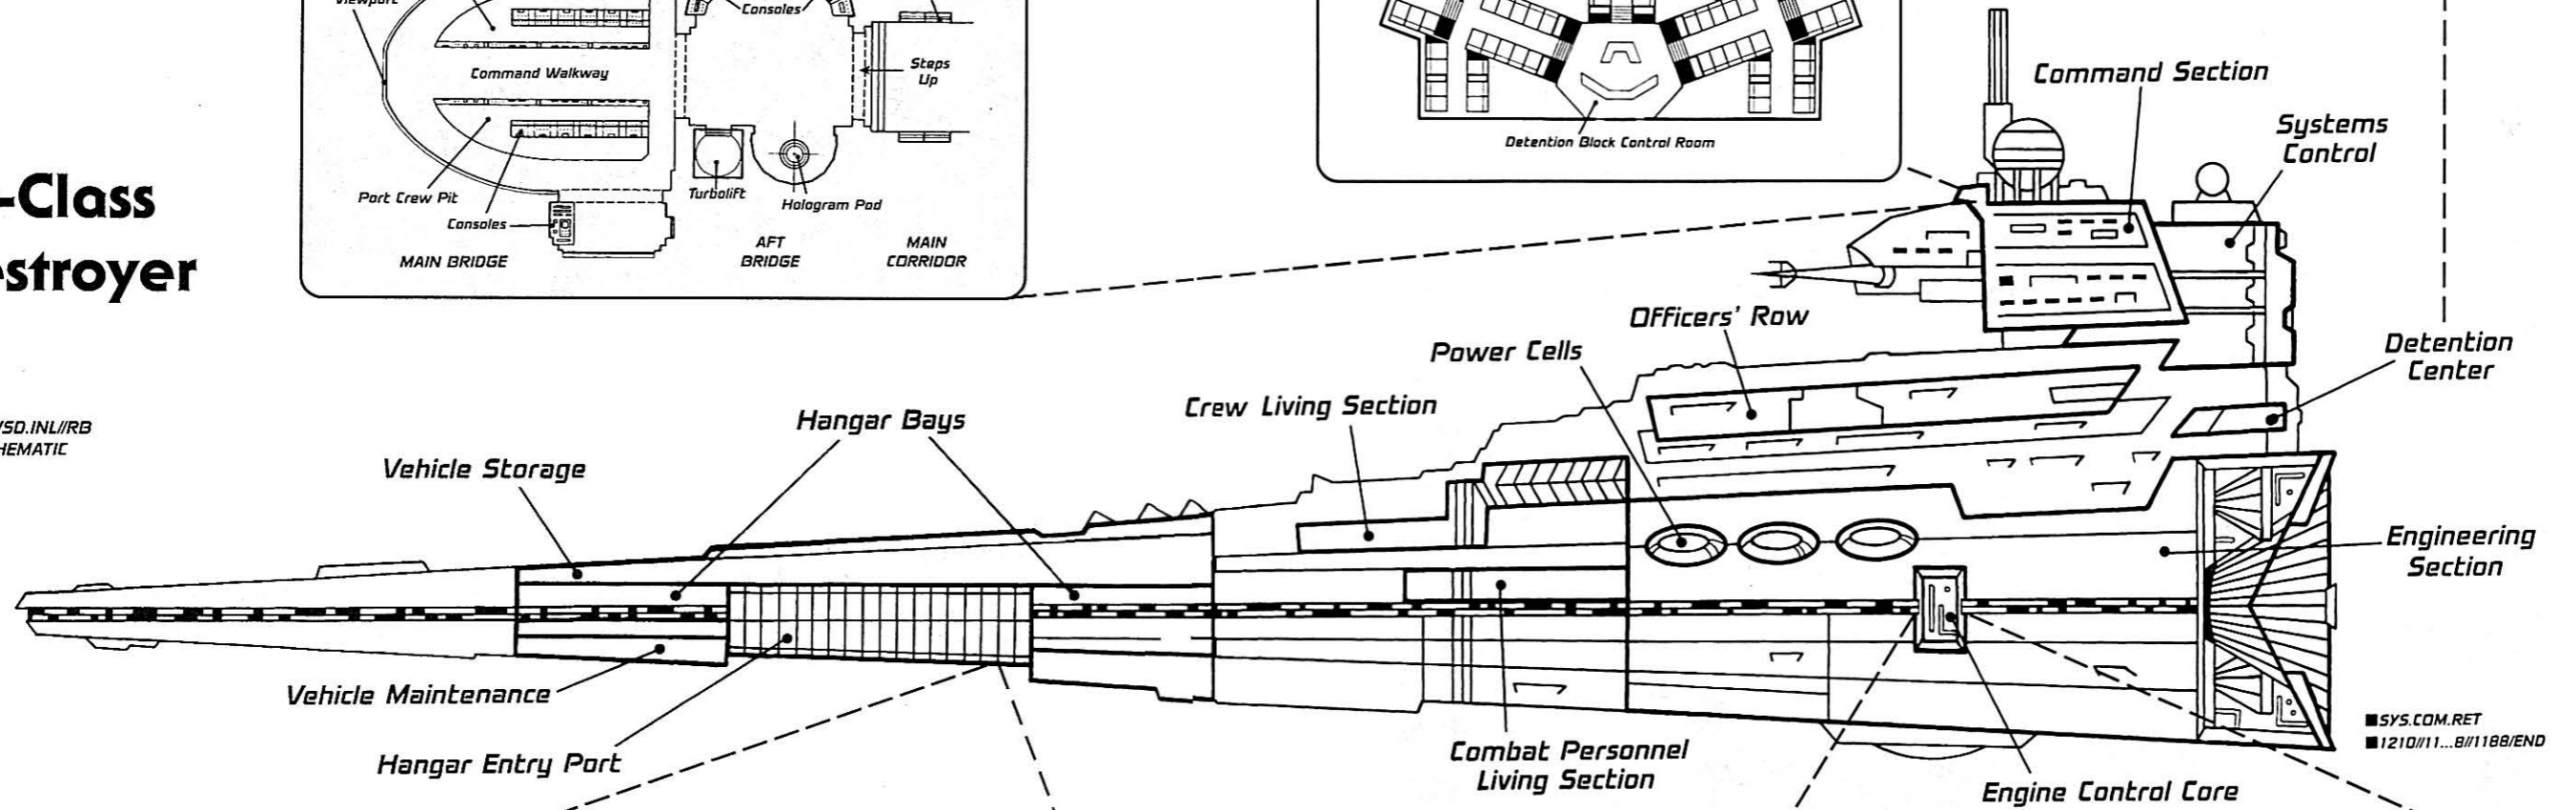 Viewport
Consoles
Command Walkway
Steps
Up
Port Crew Pit
Consoles
Turbolift
Hologram Pod
MAIN BRIDGE
AFT
BRIDGE
MAIN
CORRIDOR
Detention Block Control Room
-Class
estroyer
/SD.INL//RB
HEMATIC
Command Section
Systems
Control
Officers' Row
Power Cells
Detention
Center
Crew Living Section
Hangar Bays
Vehicle Storage
Engineering
Section
Vehicle Maintenance
Hangar Entry Port
Combat Personnel
Living Section
Engine Control Core
■SYS.COM.RET
■1210//11...8//1188/END